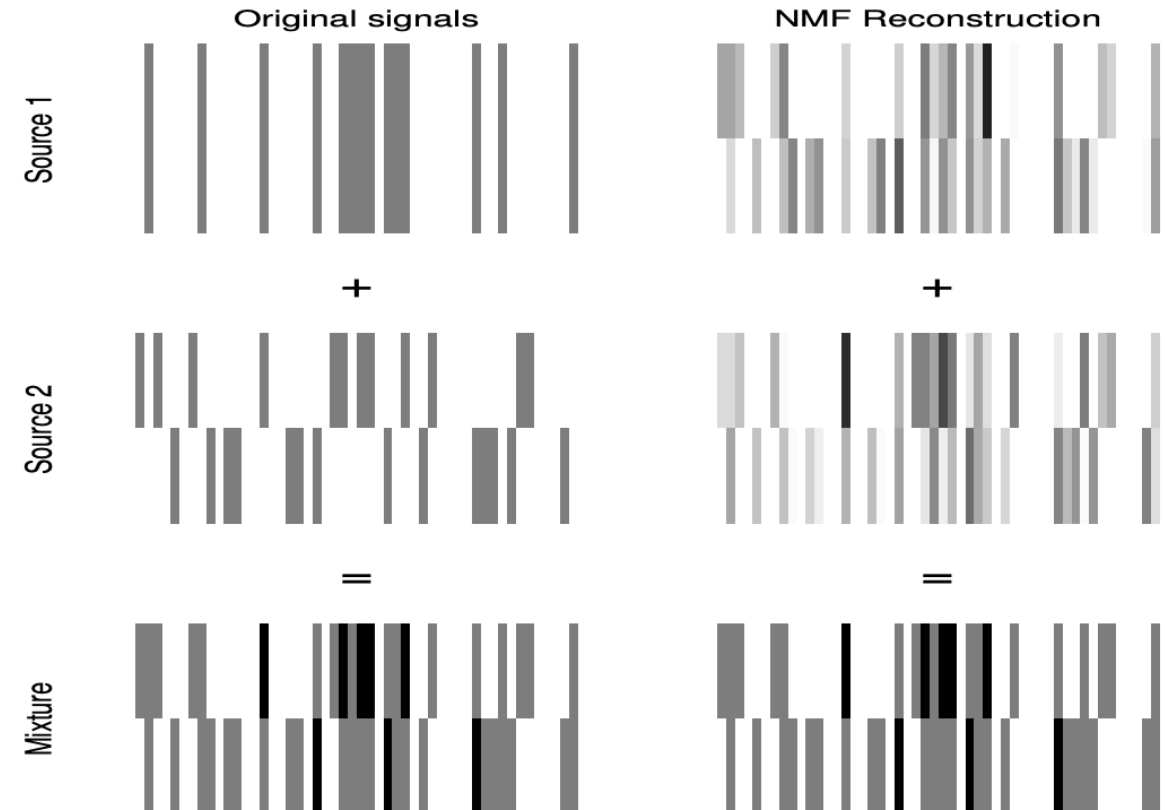 Original signals
NMF Reconstruction
Source 1
+
+
Source 2
=
=
Mixture